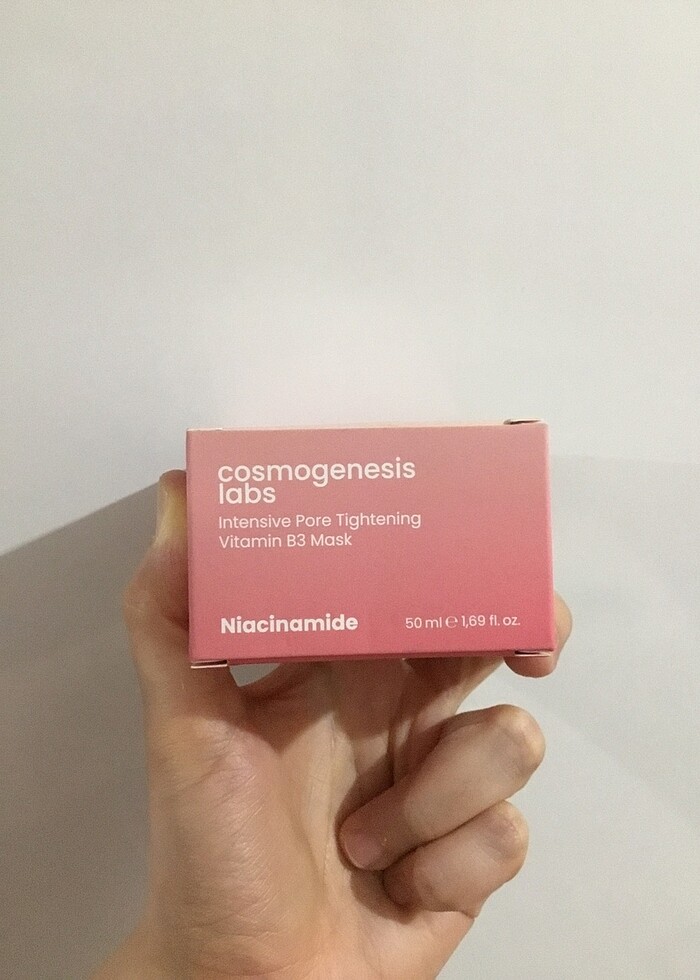 cosmogenesis
labs
Intensive Pore Tightening
Vitamin B3 Mask
Niacinamide 50 ml ℮ 1,69 fl. oz.